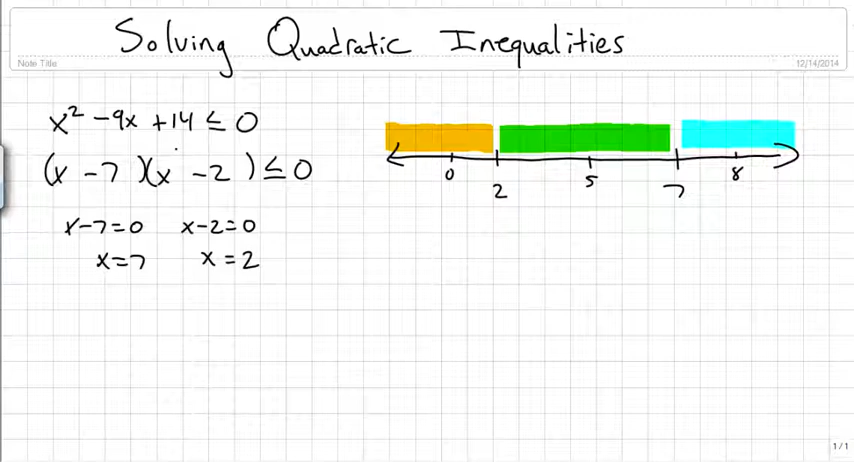 Solving Quadratic Inequalities
Note Title
12/14/2014
x² -9x +14 ≤ 0
(x -7)(x -2) ≤ 0
x-7=0 x-2=0
x=7 x=2
0 2 5 7 8
1/1